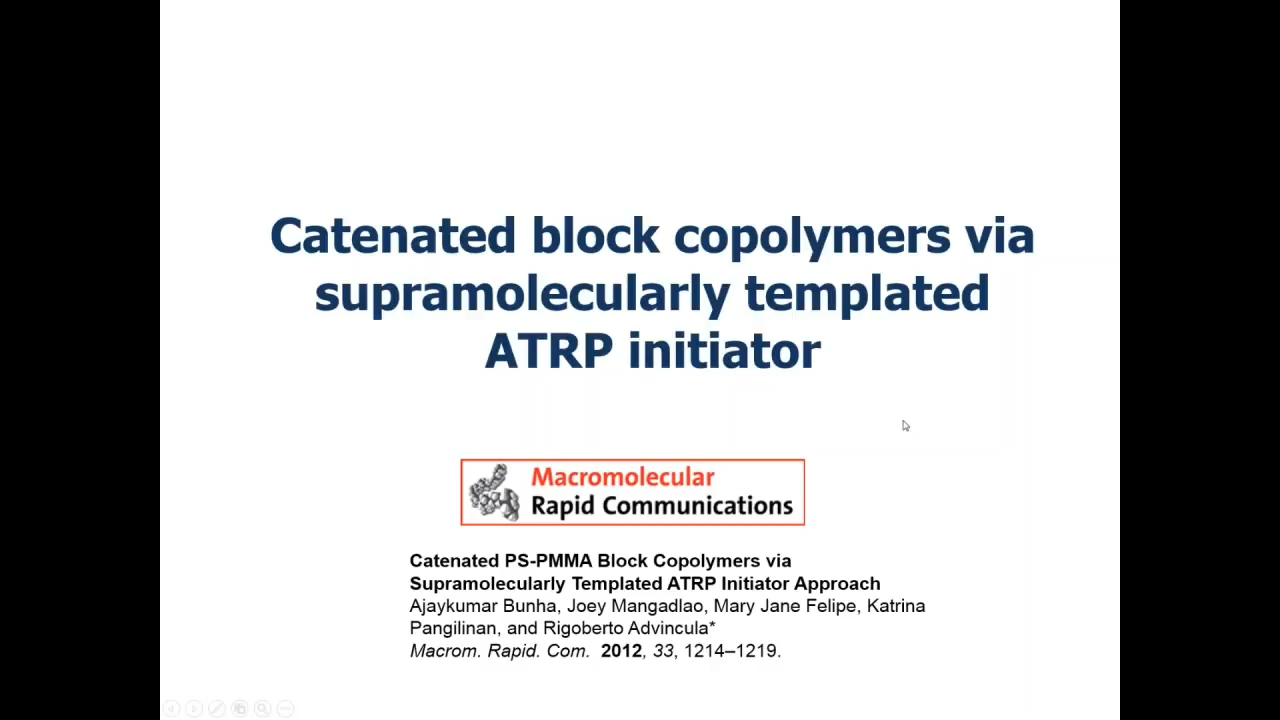 Catenated block copolymers via
supramolecularly templated
ATRP initiator
Macromolecular
Rapid Communications
Catenated PS-PMMA Block Copolymers via
Supramolecularly Templated ATRP Initiator Approach
Ajaykumar Bunha, Joey Mangadlao, Mary Jane Felipe, Katrina
Pangilinan, and Rigoberto Advincula*
Macrom. Rapid. Com. 2012, 33, 1214–1219.